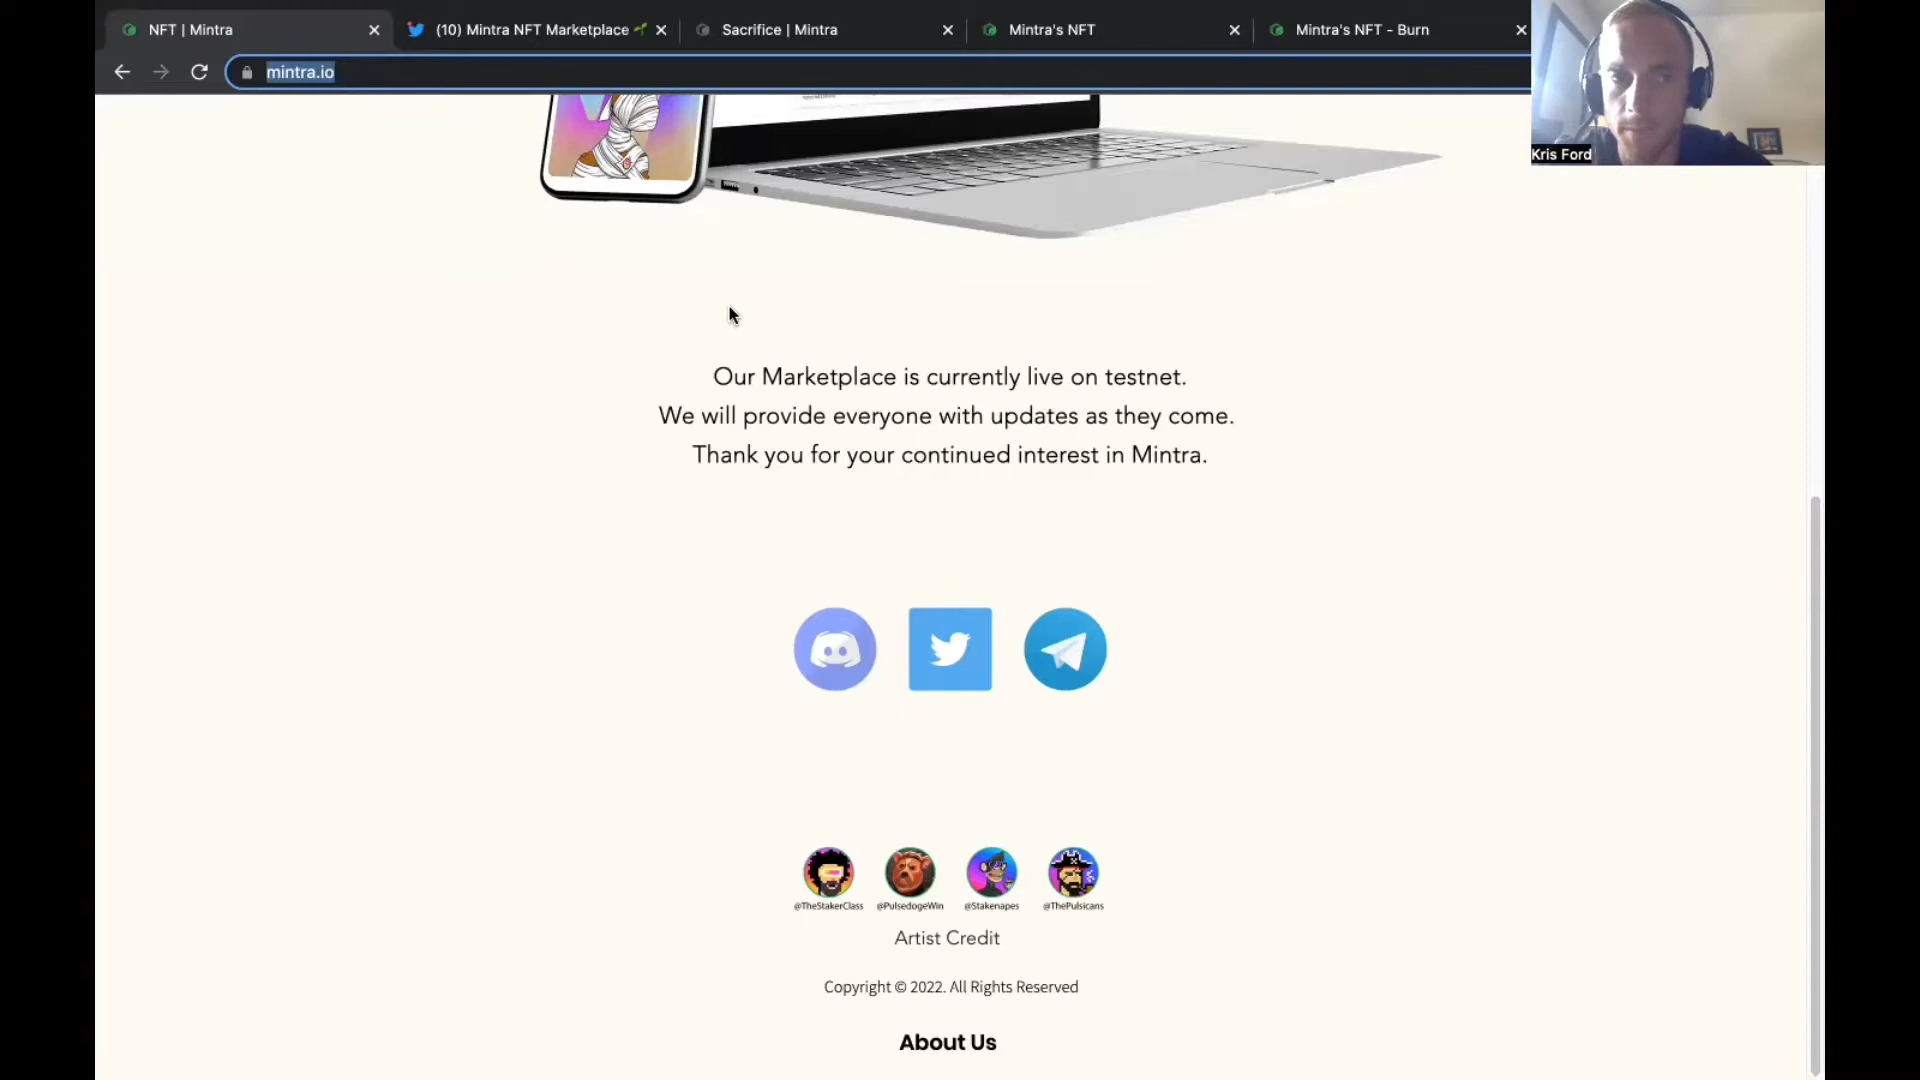 NFT | Mintra
(10) Mintra NFT Marketplace
Sacrifice | Mintra
Mintra's NFT
Mintra's NFT - Burn
mintra.io
Kris Ford
Our Marketplace is currently live on testnet.
We will provide everyone with updates as they come.
Thank you for your continued interest in Mintra.
@TheStakerClass @PulsedogeWin @Stakenapes @ThePulsicans
Artist Credit
Copyright © 2022. All Rights Reserved
About Us